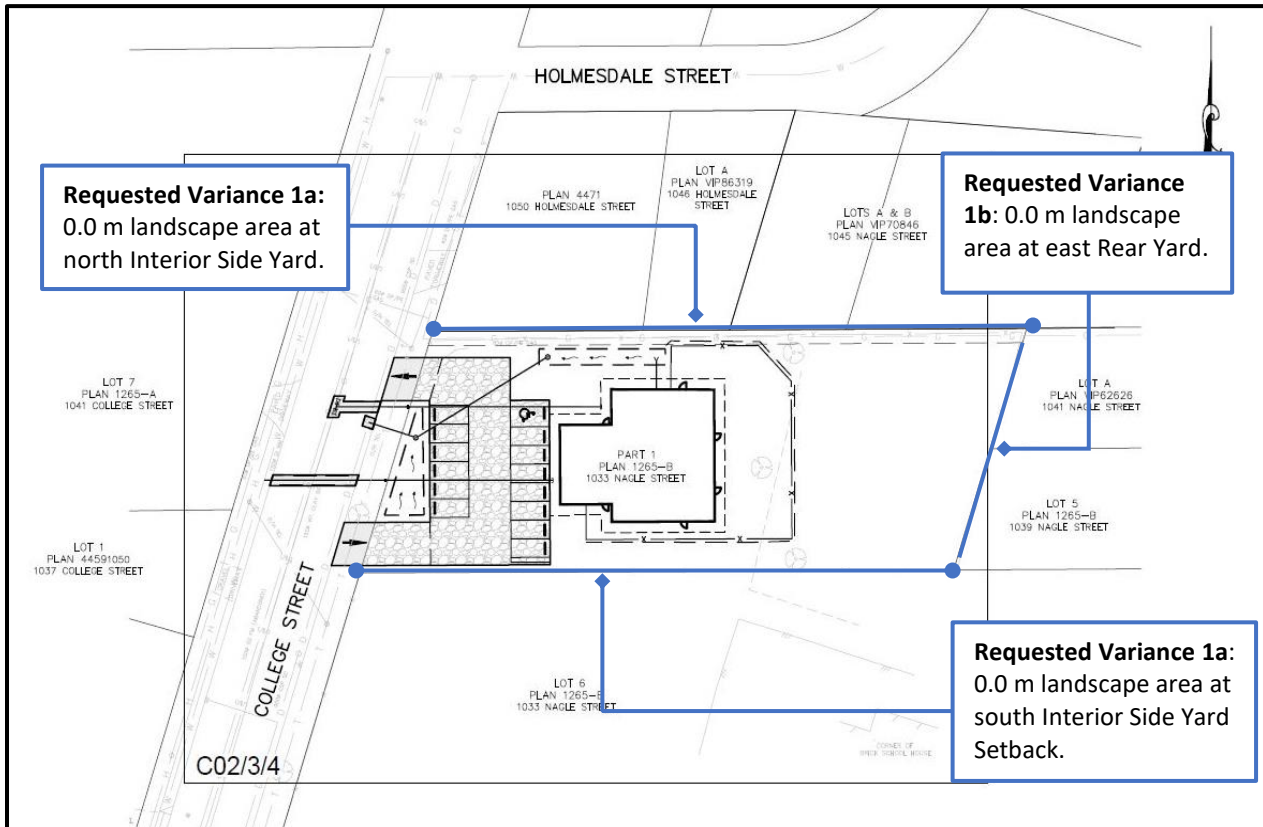 HOLMESDALE STREET
Requested Variance 1a:
0.0 m landscape area at
north Interior Side Yard.
PLAN 4471
1050 HOLMESDALE STREET
LOT A
PLAN VIP86319
1046 HOLMESDALE
STREET
LOTS A & B
PLAN VIP70846
1045 NAGLE STREET
Requested Variance
1b: 0.0 m landscape
area at east Rear Yard.
LOT 7
PLAN 1265-A
1041 COLLEGE STREET
LOT A
PLAN VIP62626
1041 NAGLE STREET
PART 1
PLAN 1265-B
1033 NAGLE STREET
LOT 5
PLAN 1265-B
1039 NAGLE STREET
LOT 1
PLAN 44591050
1037 COLLEGE STREET
COLLEGE STREET
LOT 6
PLAN 1265-B
1033 NAGLE STREET
Requested Variance 1a:
0.0 m landscape area at
south Interior Side Yard
Setback.
CORNER OF
SCHOOL HOUSE
C02/3/4